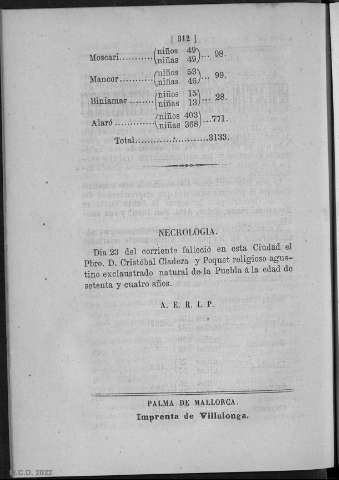 [ 312 ]
Moscari........... niños 49 niñas 49 ... 98.
Mancor........... niños 53 niñas 46 ... 99.
Biniamar........ niños 15 niñas 13 ... 28.
Alaró............. niños 403 niñas 368 ...771.
Total.....................3133.
NECROLOGIA.
Dia 23 del corriente falleció en esta Ciudad el
Pbro. D. Cristóbal Cladera y Poquet religioso agus-
tino exclaustrado natural de la Puebla á la edad de
setenta y cuatro años.
A. E. R. I. P.
PALMA DE MALLORCA.
Imprenta de Villalonga.
C.D. 2022